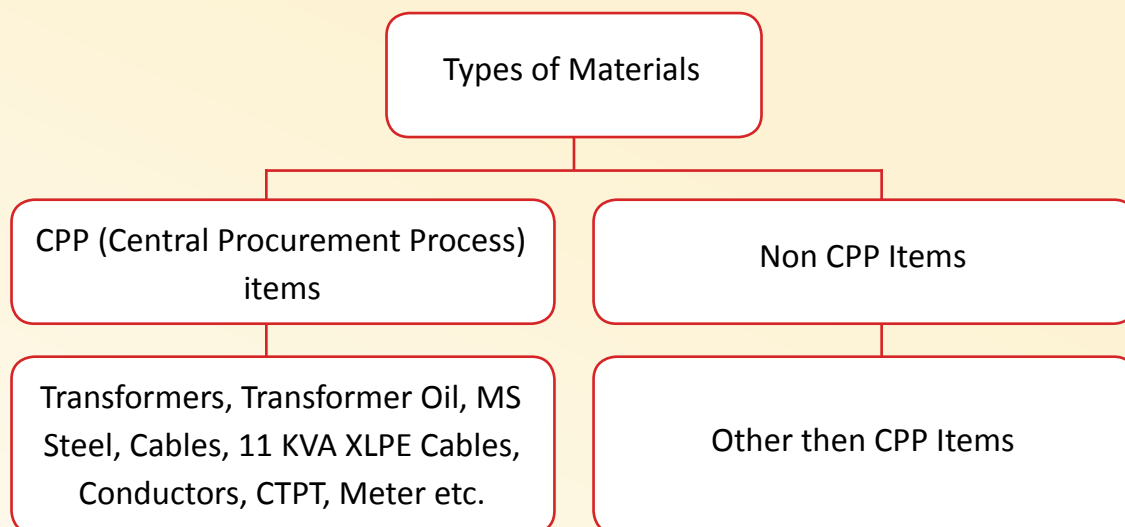 Types of Materials
CPP (Central Procurement Process)
items
Non CPP Items
Transformers, Transformer Oil, MS
Steel, Cables, 11 KVA XLPE Cables,
Conductors, CTPT, Meter etc.
Other then CPP Items